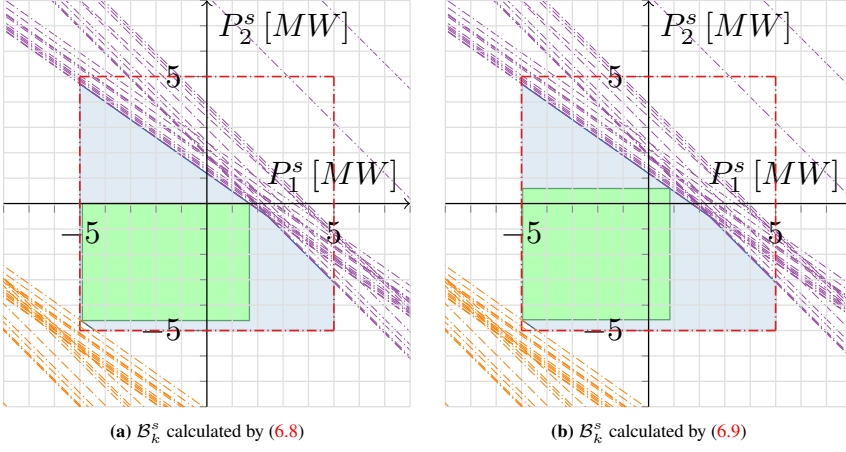 P_2^s [MW]
5
P_1^s [MW]
−5
5
−5
(a) 𝓑_k^s calculated by (6.8)
P_2^s [MW]
5
P_1^s [MW]
−5
5
−5
(b) 𝓑_k^s calculated by (6.9)